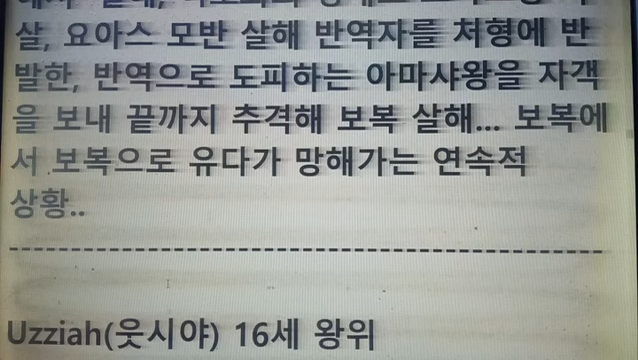 살, 요아스 모반 살해 반역자를 처형에 반
발한, 반역으로 도피하는 아마샤왕을 자객
을 보내 끝까지 추격해 보복 살해... 보복에
서 보복으로 유다가 망해가는 연속적
상황..
Uzziah(웃시야) 16세 왕위